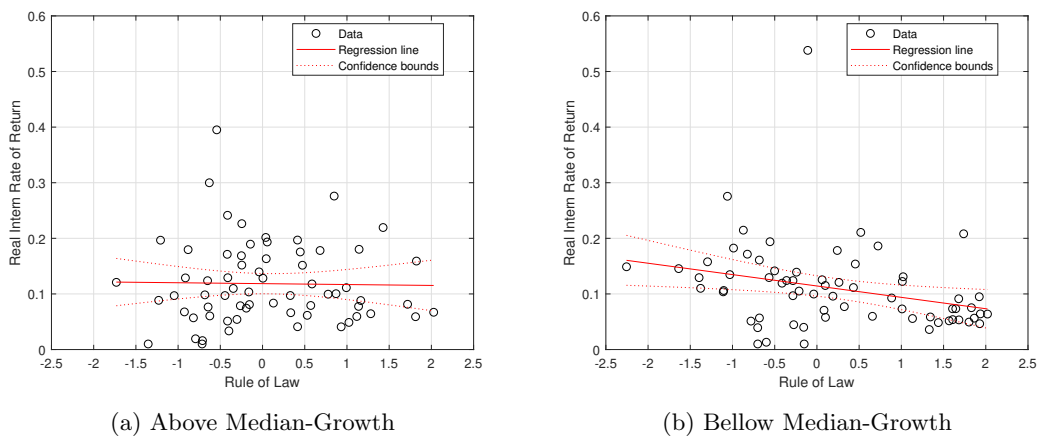 0.6
0.5
0.4
0.3
0.2
0.1
0
Real Intern Rate of Return
-2.5 -2 -1.5 -1 -0.5 0 0.5 1 1.5 2 2.5
Rule of Law
Data
Regression line
Confidence bounds
(a) Above Median-Growth
0.6
0.5
0.4
0.3
0.2
0.1
0
Real Intern Rate of Return
-2.5 -2 -1.5 -1 -0.5 0 0.5 1 1.5 2 2.5
Rule of Law
Data
Regression line
Confidence bounds
(b) Bellow Median-Growth